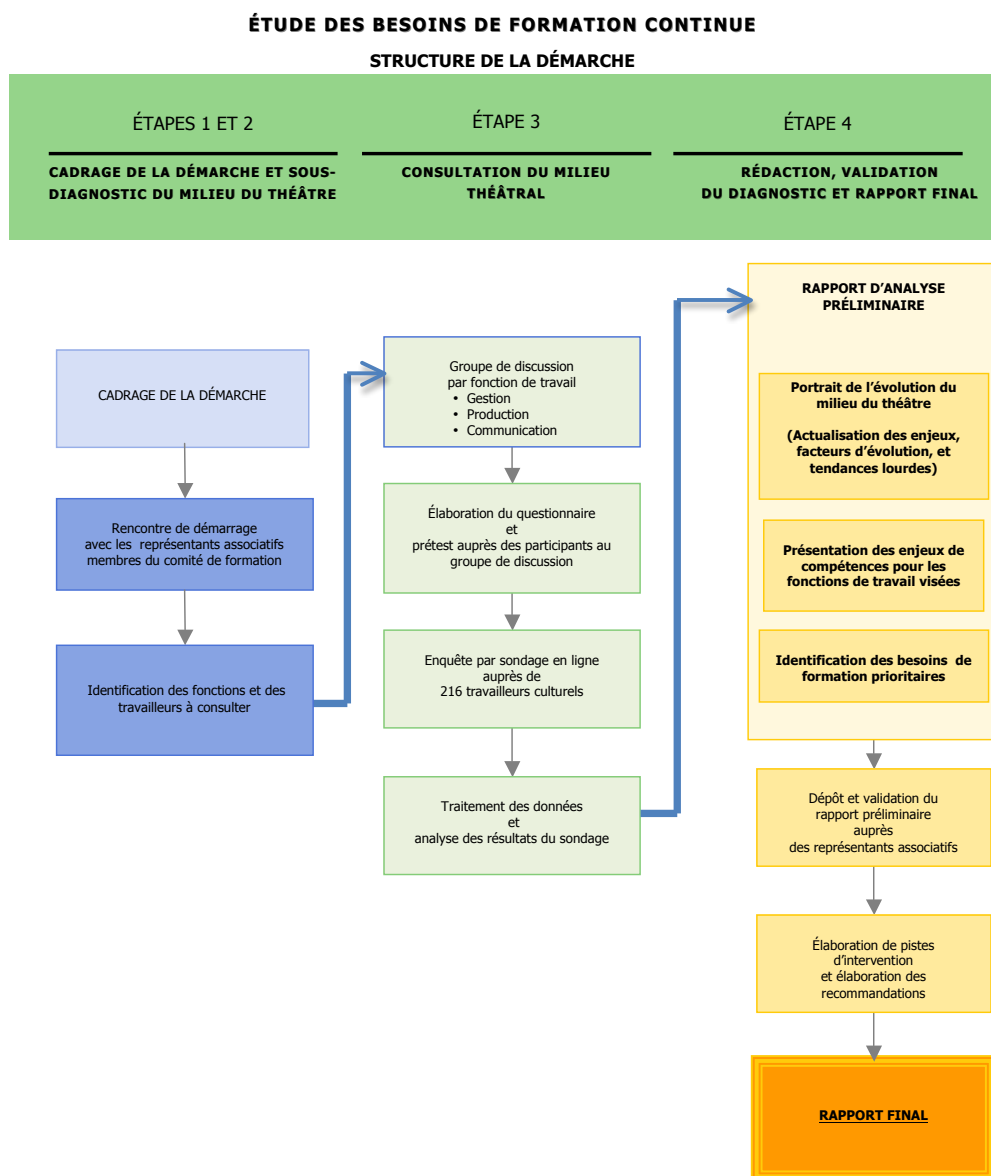 ÉTUDE DES BESOINS DE FORMATION CONTINUE
STRUCTURE DE LA DÉMARCHE
ÉTAPES 1 ET 2
CADRAGE DE LA DÉMARCHE ET SOUS-
DIAGNOSTIC DU MILIEU DU THÉÂTRE
ÉTAPE 3
CONSULTATION DU MILIEU
THÉÂTRAL
ÉTAPE 4
RÉDACTION, VALIDATION
DU DIAGNOSTIC ET RAPPORT FINAL
CADRAGE DE LA DÉMARCHE
Rencontre de démarrage
avec les représentants associatifs
membres du comité de formation
Identification des fonctions et des
travailleurs à consulter
Groupe de discussion
par fonction de travail
• Gestion
• Production
• Communication
Élaboration du questionnaire
et
prétest auprès des participants au
groupe de discussion
Enquête par sondage en ligne
auprès de
216 travailleurs culturels
Traitement des données
et
analyse des résultats du sondage
RAPPORT D'ANALYSE
PRÉLIMINAIRE
Portrait de l'évolution du
milieu du théâtre
(Actualisation des enjeux,
facteurs d'évolution, et
tendances lourdes)
Présentation des enjeux de
compétences pour les
fonctions de travail visées
Identification des besoins de
formation prioritaires
Dépôt et validation du
rapport préliminaire
auprès
des représentants associatifs
Élaboration de pistes
d'intervention
et élaboration des
recommandations
RAPPORT FINAL